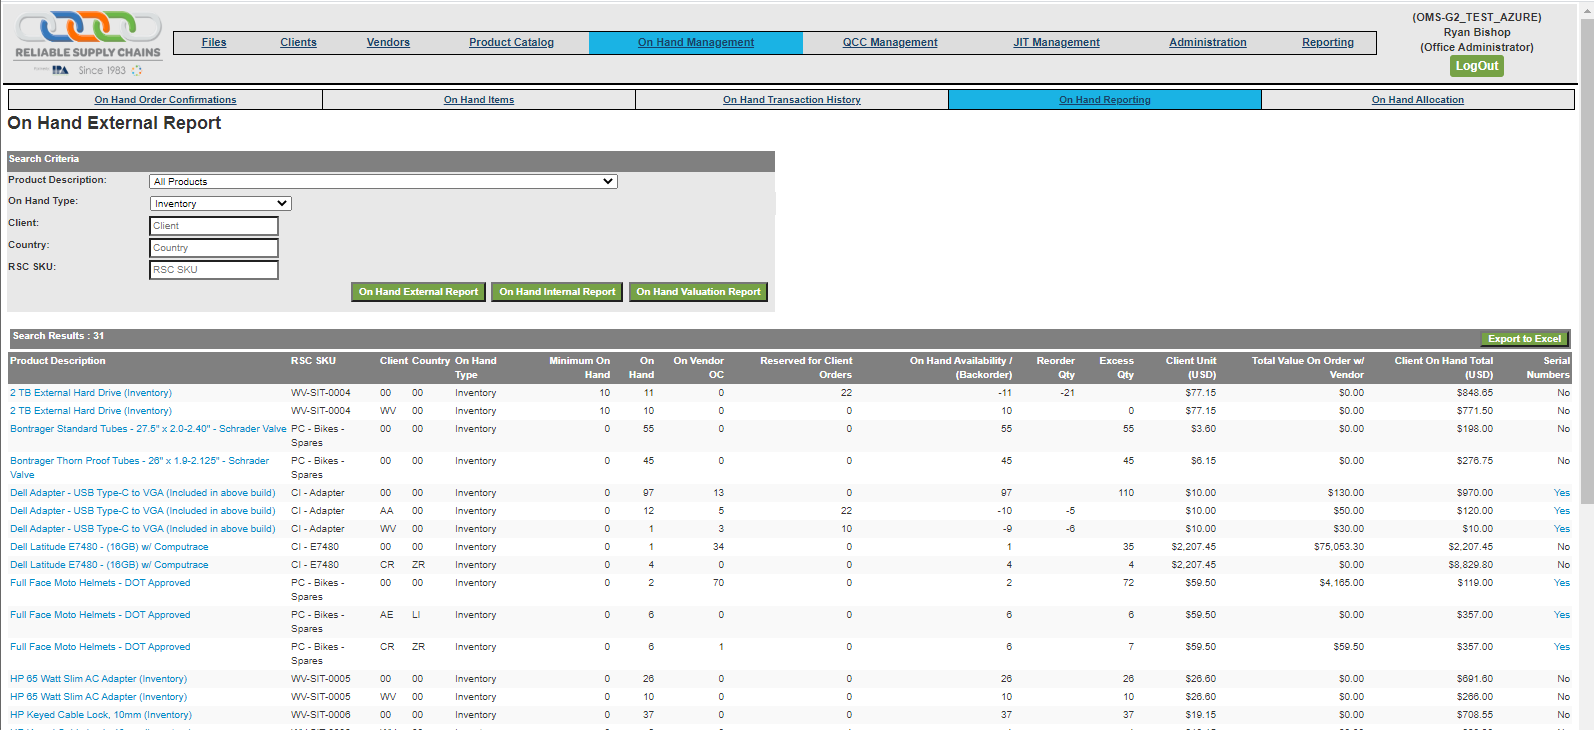 RELIABLE SUPPLY CHAINS
IPA Since 1983
Files Clients Vendors Product Catalog On Hand Management QCC Management JIT Management Administration Reporting
(OMS-G2_TEST_AZURE)
Ryan Bishop
(Office Administrator)
LogOut
On Hand Order Confirmations On Hand Items On Hand Transaction History On Hand Reporting On Hand Allocation
On Hand External Report
Search Criteria
Product Description: All Products
On Hand Type: Inventory
Client: Client
Country: Country
RSC SKU: RSC SKU
On Hand External Report On Hand Internal Report On Hand Valuation Report
Search Results : 31 Export to Excel
Product Description RSC SKU Client Country On Hand Minimum On On On Vendor Reserved for Client On Hand Availability / Reorder Excess Client Unit Total Value On Order w/ Client On Hand Total Serial
Type Hand Hand OC Orders (Backorder) Qty Qty (USD) Vendor (USD) Numbers
2 TB External Hard Drive (Inventory) WV-SIT-0004 00 00 Inventory 10 11 0 22 -11 -21 $77.15 $0.00 $848.65 No
2 TB External Hard Drive (Inventory) WV-SIT-0004 WV 00 Inventory 10 10 0 0 10 0 $77.15 $0.00 $771.50 No
Bontrager Standard Tubes - 27.5" x 2.0-2.40" - Schrader Valve PC - Bikes - 00 00 Inventory 0 55 0 0 55 55 $3.60 $0.00 $198.00 No
Spares
Bontrager Thorn Proof Tubes - 26" x 1.9-2.125" - Schrader PC - Bikes - 00 00 Inventory 0 45 0 0 45 45 $6.15 $0.00 $276.75 No
Valve Spares
Dell Adapter - USB Type-C to VGA (Included in above build) CI - Adapter 00 00 Inventory 0 97 13 0 97 110 $10.00 $130.00 $970.00 Yes
Dell Adapter - USB Type-C to VGA (Included in above build) CI - Adapter AA 00 Inventory 0 12 5 22 -10 -5 $10.00 $50.00 $120.00 Yes
Dell Adapter - USB Type-C to VGA (Included in above build) CI - Adapter WV 00 Inventory 0 1 3 10 -9 -6 $10.00 $30.00 $10.00 Yes
Dell Latitude E7480 - (16GB) w/ Computrace CI - E7480 00 00 Inventory 0 1 34 0 1 35 $2,207.45 $75,053.30 $2,207.45 No
Dell Latitude E7480 - (16GB) w/ Computrace CI - E7480 CR ZR Inventory 0 4 0 0 4 4 $2,207.45 $0.00 $8,829.80 No
Full Face Moto Helmets - DOT Approved PC - Bikes - 00 00 Inventory 0 2 70 0 2 72 $59.50 $4,165.00 $119.00 Yes
Spares
Full Face Moto Helmets - DOT Approved PC - Bikes - AE LI Inventory 0 6 0 0 6 6 $59.50 $0.00 $357.00 Yes
Spares
Full Face Moto Helmets - DOT Approved PC - Bikes - CR ZR Inventory 0 6 1 0 6 7 $59.50 $59.50 $357.00 Yes
Spares
HP 65 Watt Slim AC Adapter (Inventory) WV-SIT-0005 00 00 Inventory 0 26 0 0 26 26 $26.60 $0.00 $691.60 No
HP 65 Watt Slim AC Adapter (Inventory) WV-SIT-0005 WV 00 Inventory 0 10 0 0 10 10 $26.60 $0.00 $266.00 No
HP Keyed Cable Lock, 10mm (Inventory) WV-SIT-0006 00 00 Inventory 0 37 0 0 37 37 $19.15 $0.00 $708.55 No